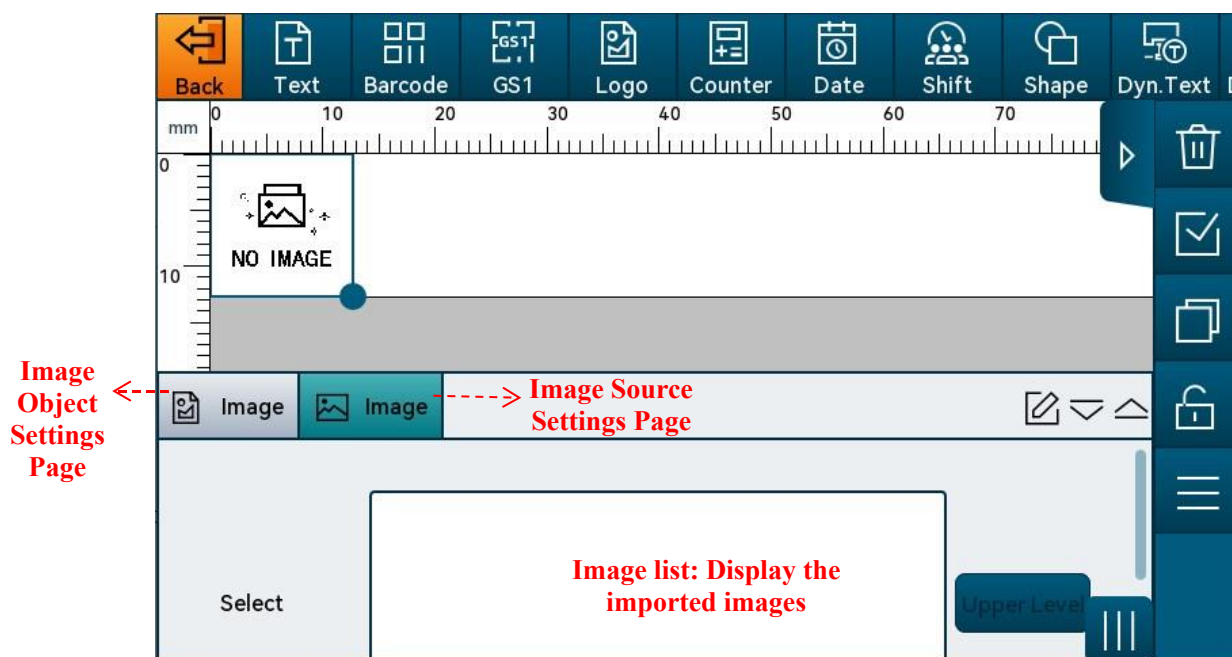 Back
Text
Barcode
GS1
GS1
Logo
Counter
Date
Shift
Shape
Dyn.Text
mm
0 10 20 30 40 50 60 70
0
NO IMAGE
10
Image
Object
Settings
Page
Image
Image
Image Source
Settings Page
Image list: Display the
imported images
Select
Upper Level